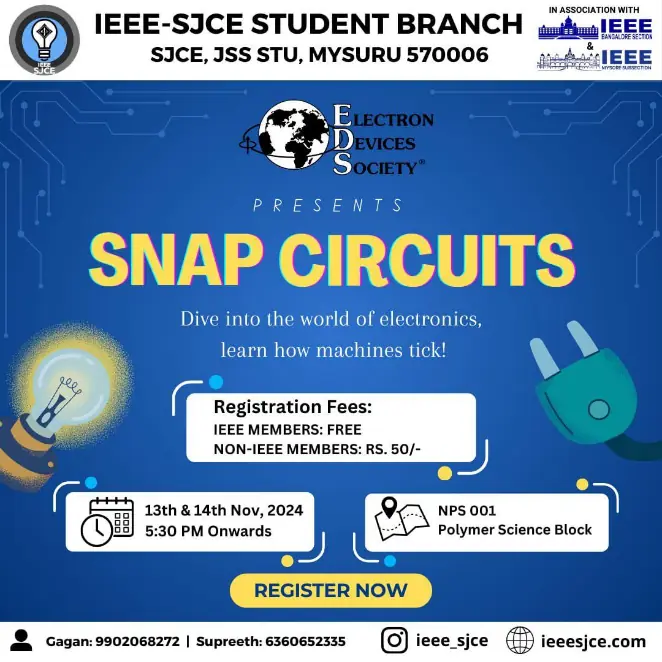 IEEE-SJCE STUDENT BRANCH
SJCE, JSS STU, MYSURU 570006
IEEE
SJCE
IN ASSOCIATION WITH
IEEE
BANGALORE SECTION
&
IEEE
MYSORE SUBSECTION
ELECTRON
DEVICES
SOCIETY®
PRESENTS
SNAP CIRCUITS
Dive into the world of electronics,
learn how machines tick!
Registration Fees:
IEEE MEMBERS: FREE
NON-IEEE MEMBERS: RS. 50/-
13th & 14th Nov, 2024
5:30 PM Onwards
NPS 001
Polymer Science Block
REGISTER NOW
Gagan: 9902068272 | Supreeth: 6360652335
ieee_sjce
ieeesjce.com